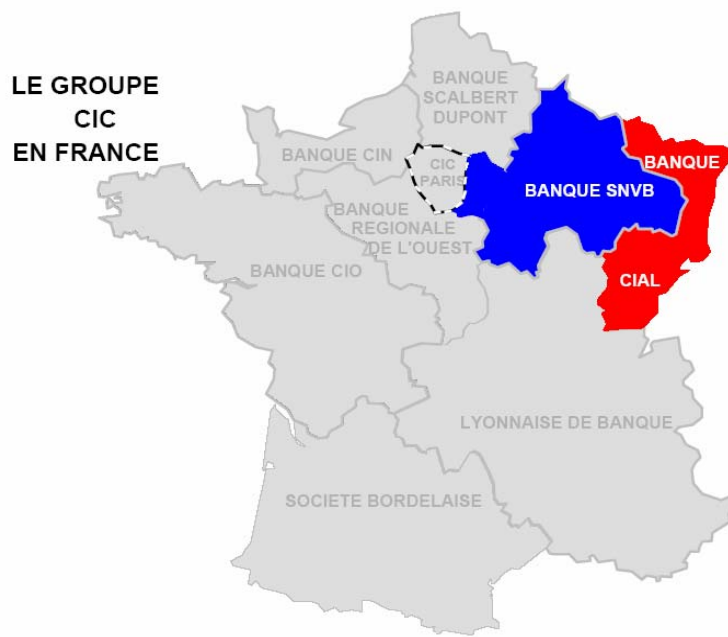 LE GROUPE
CIC
EN FRANCE
BANQUE
SCALBERT
DUPONT
BANQUE CIN
CIC
PARIS
BANQUE
BANQUE SNVB
BANQUE
REGIONALE
DE L'OUEST
BANQUE CIO
CIAL
LYONNAISE DE BANQUE
SOCIETE BORDELAISE